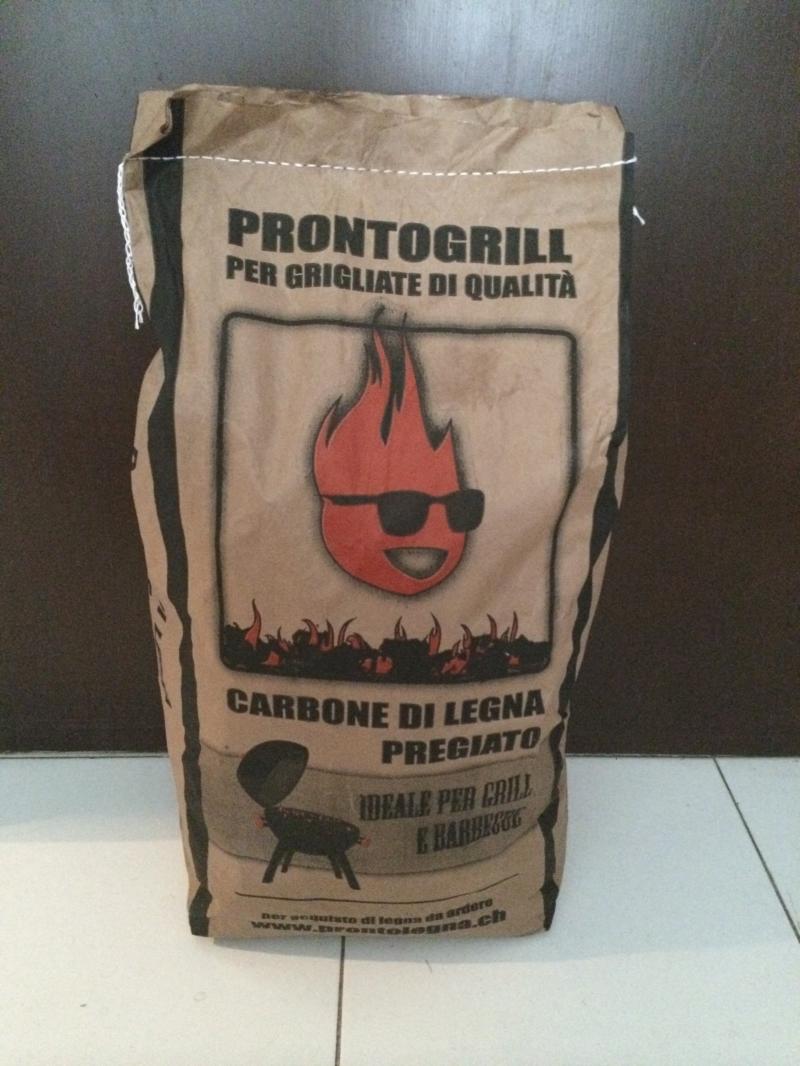 PRONTOGRILL
PER GRIGLIATE DI QUALITÀ
CARBONE DI LEGNA
PREGIATO
IDEALE PER GRILL
E BARBECUE
per acquisto di legna da ardere
www.prontolegna.ch